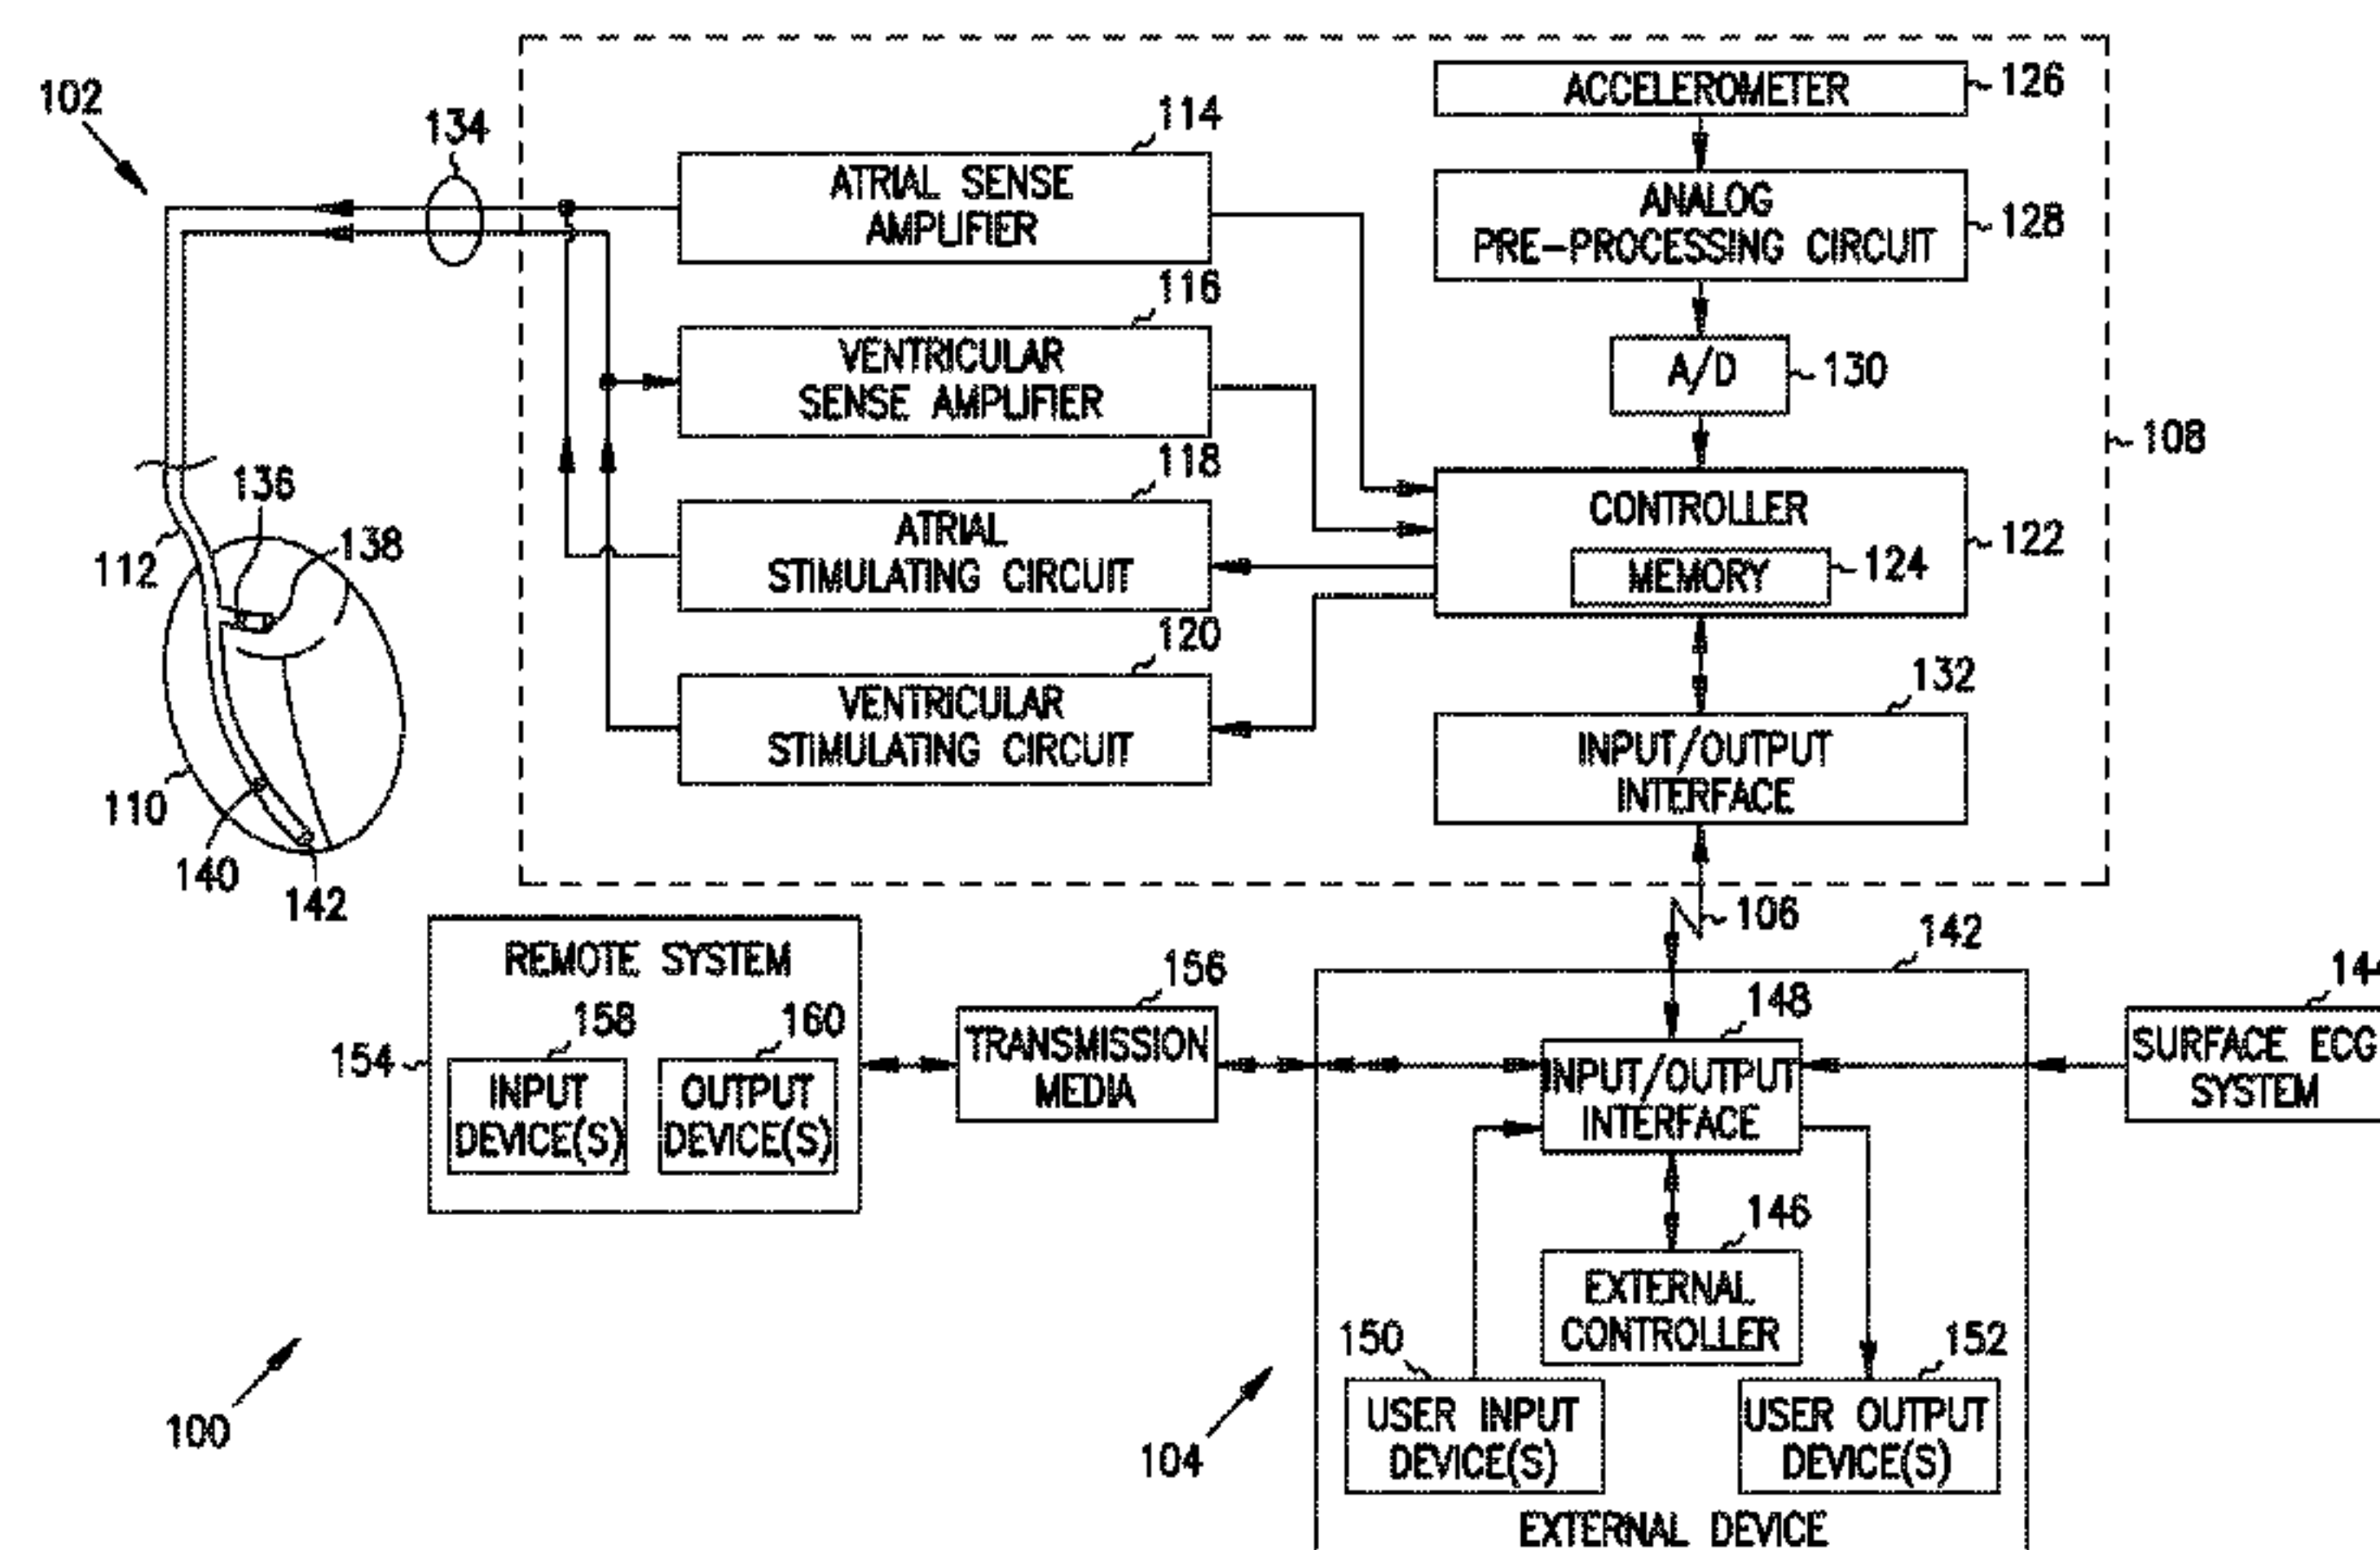 102
134
114
ATRIAL SENSE
AMPLIFIER
116
VENTRICULAR
SENSE AMPLIFIER
118
ATRIAL
STIMULATING CIRCUIT
120
VENTRICULAR
STIMULATING CIRCUIT
ACCELEROMETER
126
ANALOG
PRE-PROCESSING CIRCUIT
128
A/D
130
108
CONTROLLER
122
MEMORY
124
132
INPUT/OUTPUT
INTERFACE
136
138
112
110
140
142
106
REMOTE SYSTEM
154
158
INPUT
DEVICE(S)
160
OUTPUT
DEVICE(S)
156
TRANSMISSION
MEDIA
142
148
INPUT/OUTPUT
INTERFACE
144
SURFACE ECG
SYSTEM
146
EXTERNAL
CONTROLLER
150
USER INPUT
DEVICE(S)
152
USER OUTPUT
DEVICE(S)
EXTERNAL DEVICE
100
104